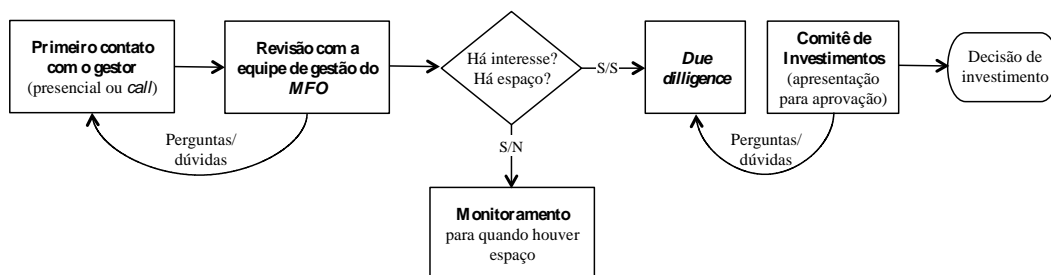 Primeiro contato
com o gestor
(presencial ou call)
Revisão com a
equipe de gestão do
MFO
Há interesse?
Há espaço?
S/S
Due
dilligence
Comitê de
Investimentos
(apresentação
para aprovação)
Decisão de
investimento
Perguntas/
dúvidas
S/N
Perguntas/
dúvidas
Monitoramento
para quando houver
espaço